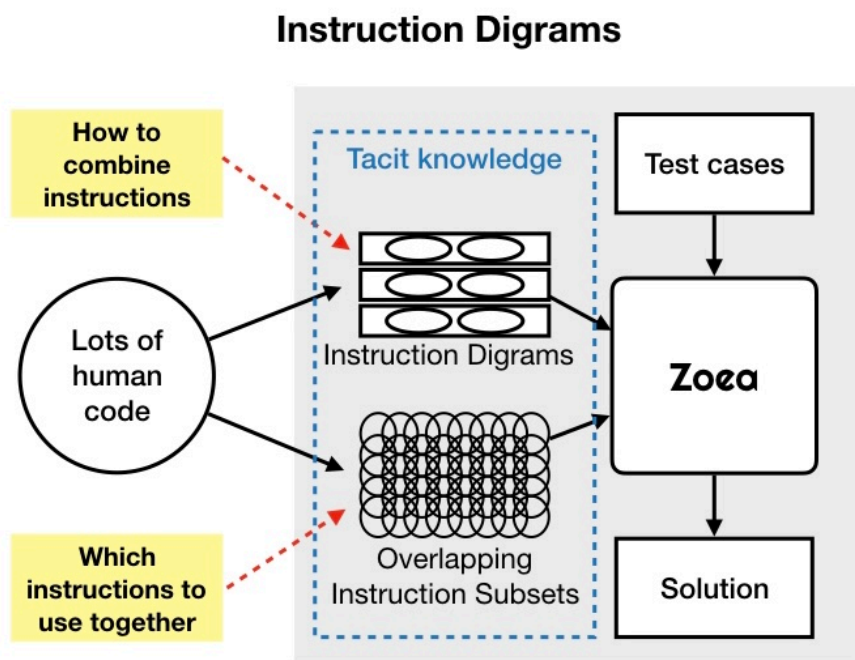 Instruction Digrams
How to
combine
instructions
Tacit knowledge
Test cases
Lots of
human
code
Instruction Digrams
Zoea
Which
instructions to
use together
Overlapping
Instruction Subsets
Solution